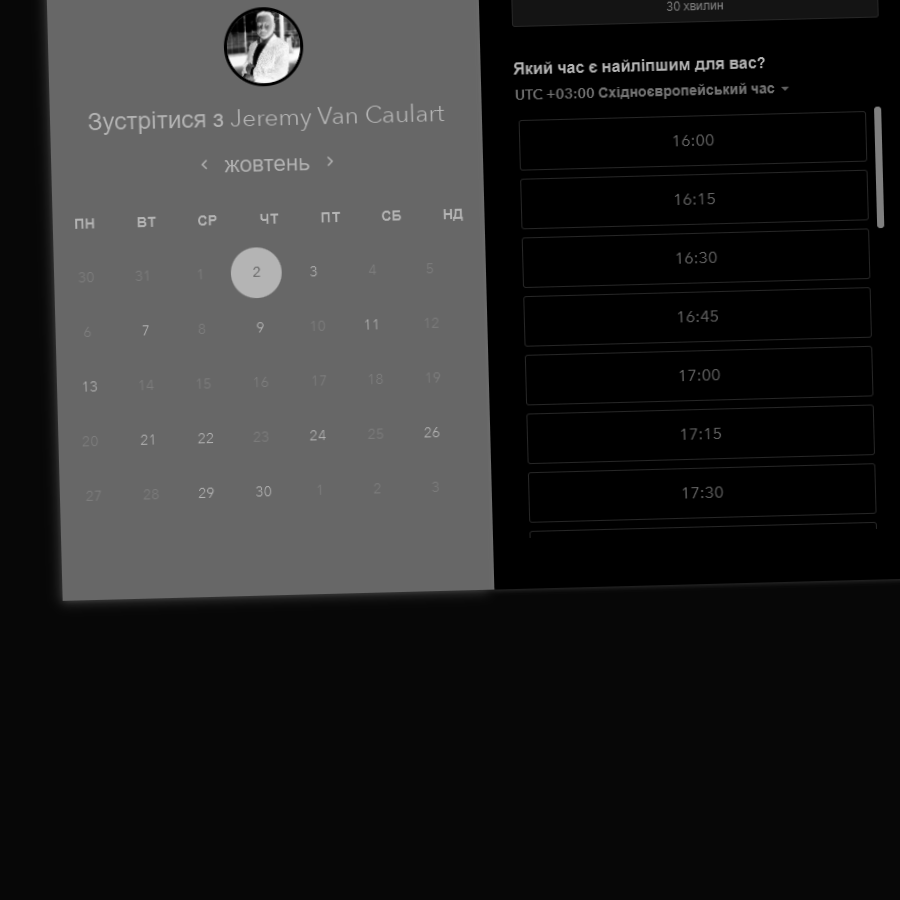 Зустрітися з Jeremy Van Caulart
жовтень
ПН ВТ СР ЧТ ПТ СБ НД
30 31 1 2 3 4 5
6 7 8 9 10 11 12
13 14 15 16 17 18 19
20 21 22 23 24 25 26
27 28 29 30 1 2 3
30 хвилин
Який час є найліпшим для вас?
UTC +03:00 Східноєвропейський час
16:00
16:15
16:30
16:45
17:00
17:15
17:30